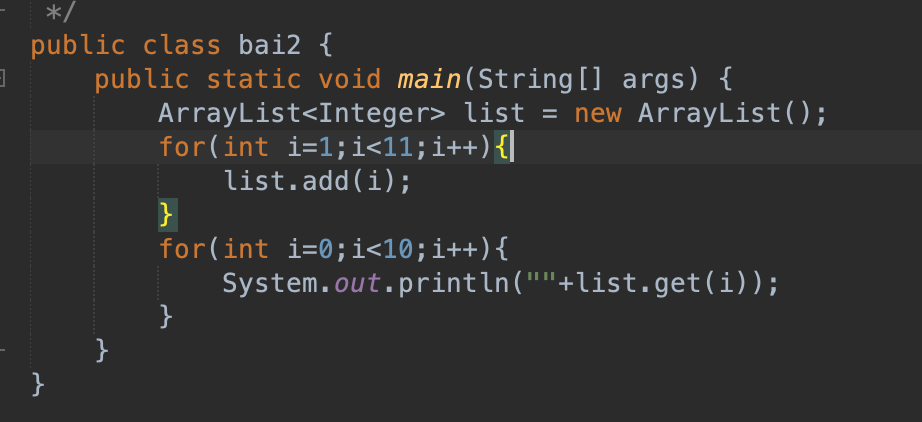 */
public class bai2 {
    public static void main(String[] args) {
        ArrayList<Integer> list = new ArrayList();
        for(int i=1;i<11;i++){
            list.add(i);
        }
        for(int i=0;i<10;i++){
            System.out.println(""+list.get(i));
        }
    }
}